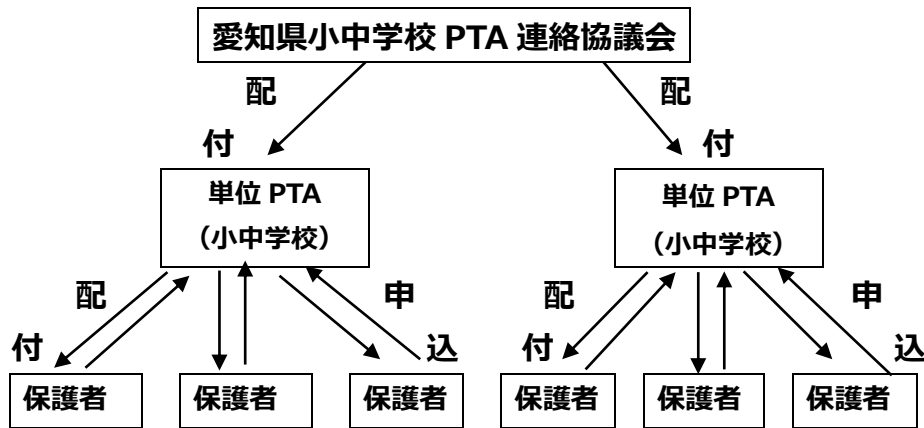 愛知県小中学校 PTA 連絡協議会
配
付
配
付
単位 PTA
（小中学校）
単位 PTA
（小中学校）
配
付
申
込
配
付
申
込
保護者
保護者
保護者
保護者
保護者
保護者